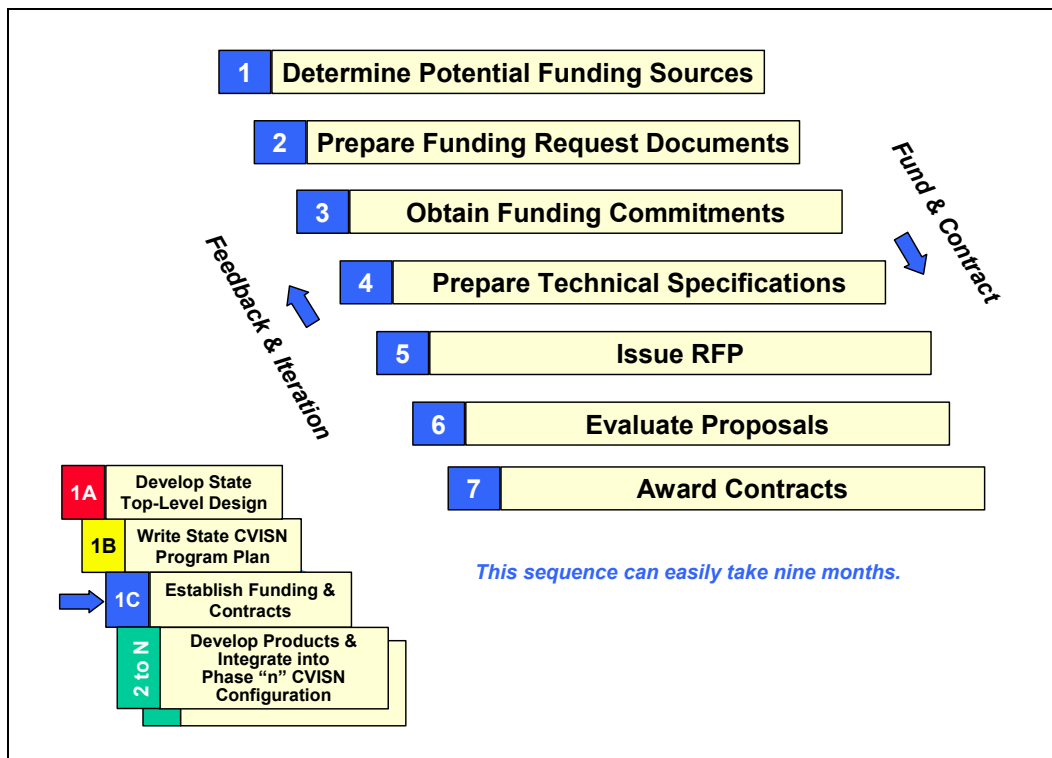 1 Determine Potential Funding Sources
2 Prepare Funding Request Documents
3 Obtain Funding Commitments
4 Prepare Technical Specifications
5 Issue RFP
6 Evaluate Proposals
7 Award Contracts
Fund & Contract
Feedback & Iteration
1A
Develop State
Top-Level Design
1B
Write State CVISN
Program Plan
1C
Establish Funding &
Contracts
2 to N
Develop Products &
Integrate into
Phase “n” CVISN
Configuration
This sequence can easily take nine months.